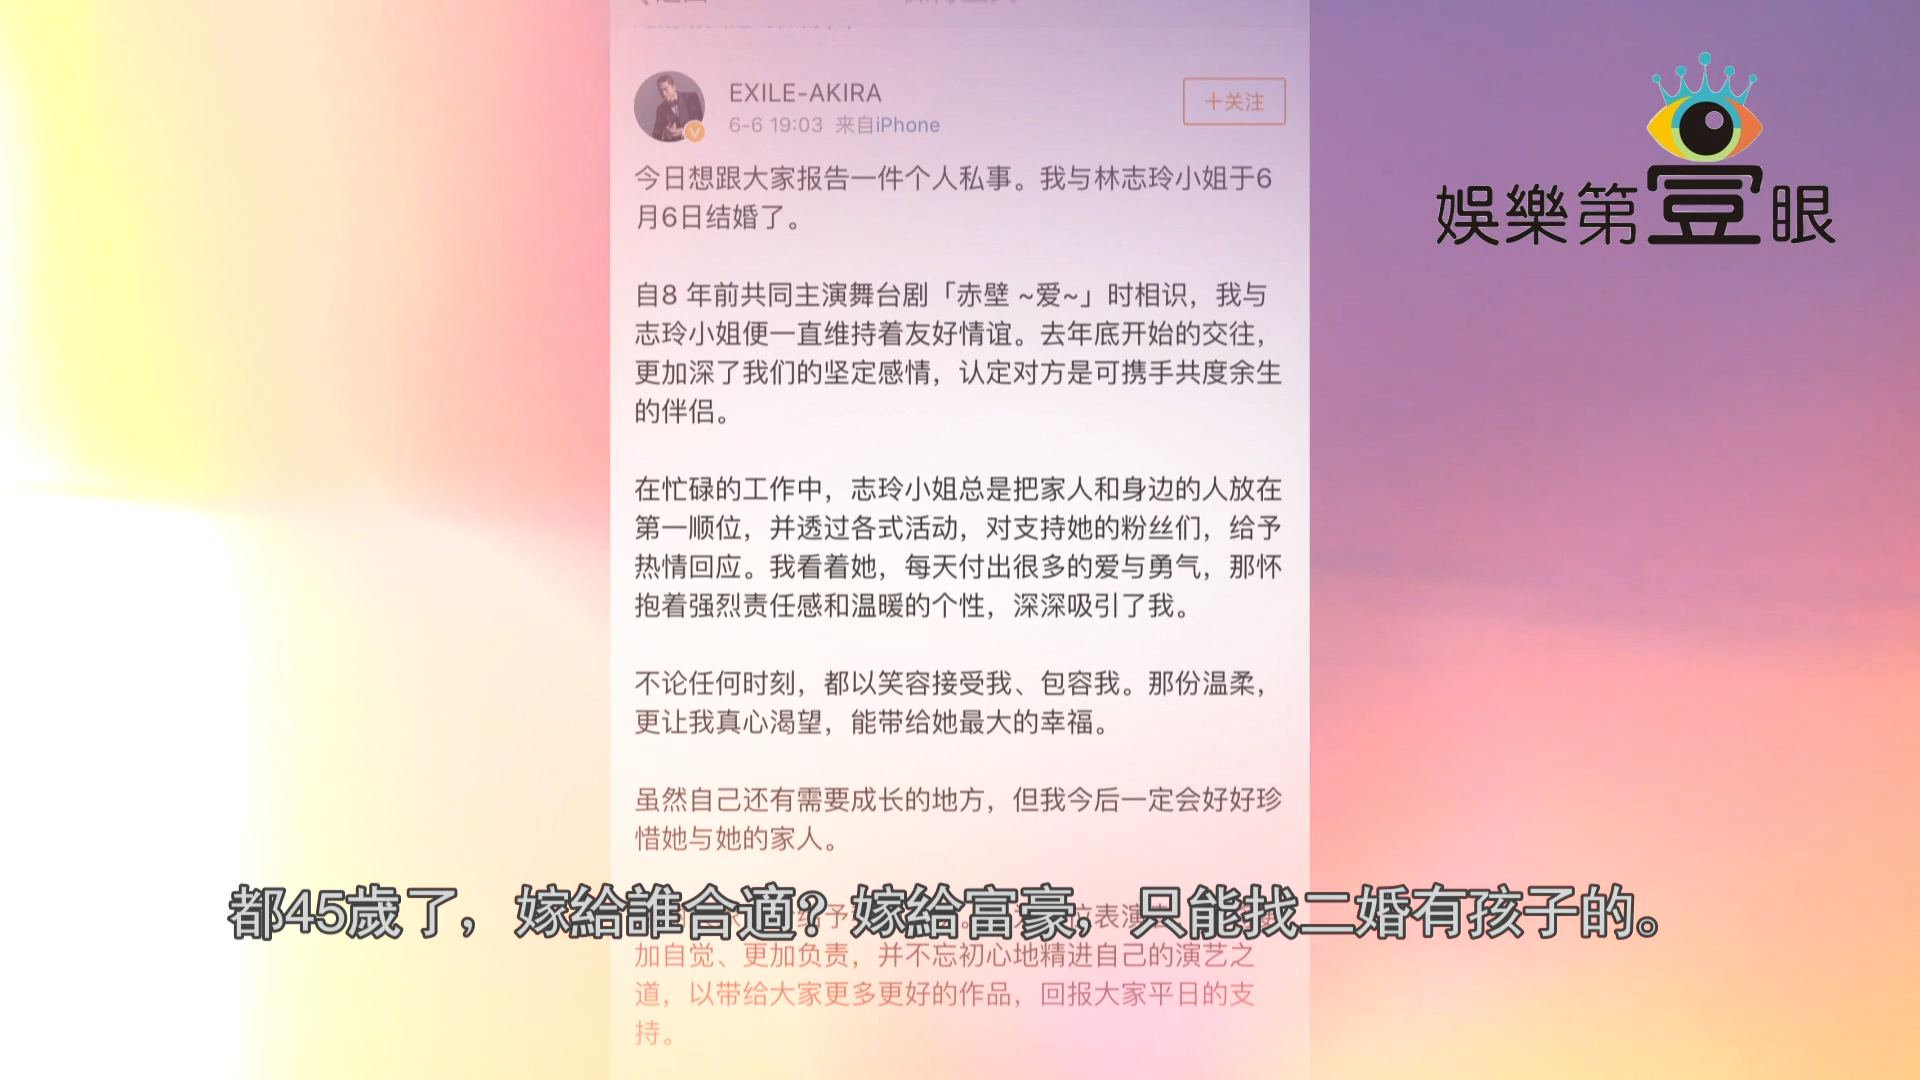 EXILE-AKIRA
6-6 19:03 来自iPhone
十关注
娛樂第壹眼
今日想跟大家报告一件个人私事。我与林志玲小姐于6
月6日结婚了。
自8 年前共同主演舞台剧「赤壁 ~爱~」时相识，我与
志玲小姐便一直维持着友好情谊。去年底开始的交往，
更加深了我们的坚定感情，认定对方是可携手共度余生
的伴侣。
在忙碌的工作中，志玲小姐总是把家人和身边的人放在
第一顺位，并透过各式活动，对支持她的粉丝们，给予
热情回应。我看着她，每天付出很多的爱与勇气，那怀
抱着强烈责任感和温暖的个性，深深吸引了我。
不论任何时刻，都以笑容接受我、包容我。那份温柔，
更让我真心渴望，能带给她最大的幸福。
虽然自己还有需要成长的地方，但我今后一定会好好珍
惜她与她的家人。
都45歲了，嫁給誰合適？嫁給富豪，只能找二婚有孩子的。
加自觉、更加负责，并不忘初心地精进自己的演艺之
道，以带给大家更多更好的作品，回报大家平日的支
持。